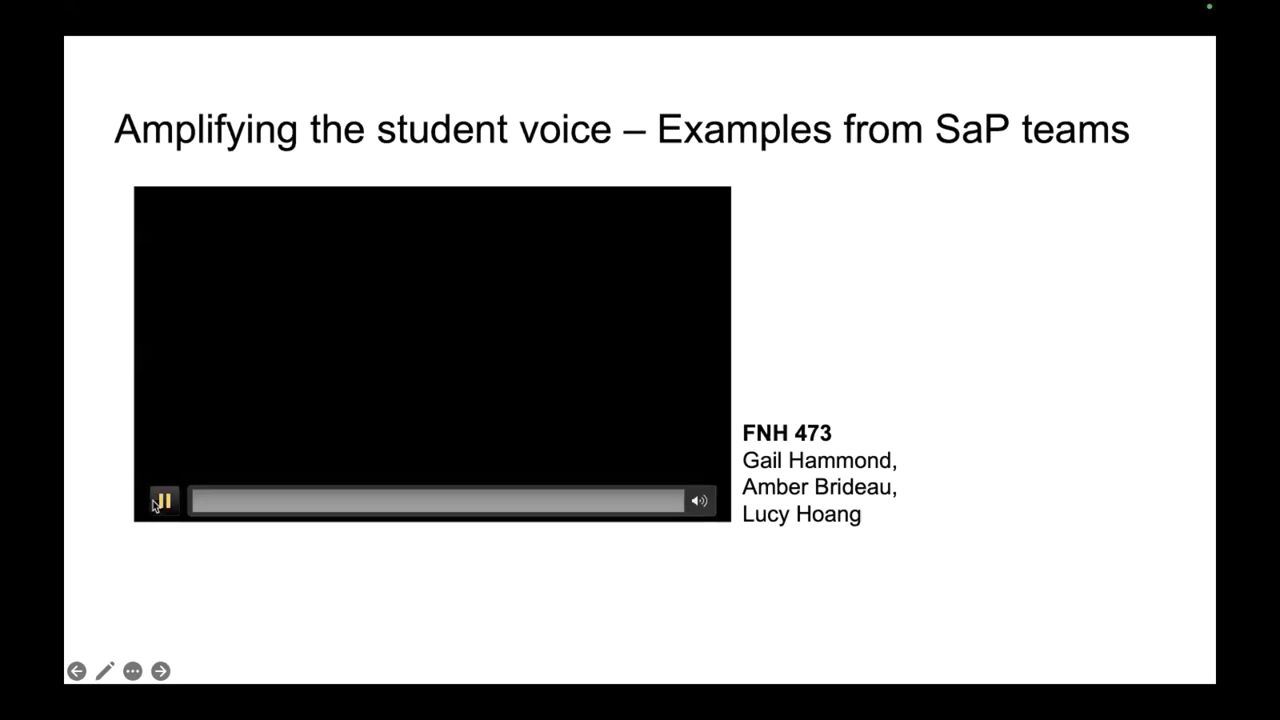 Amplifying the student voice – Examples from SaP teams
FNH 473
Gail Hammond,
Amber Brideau,
Lucy Hoang